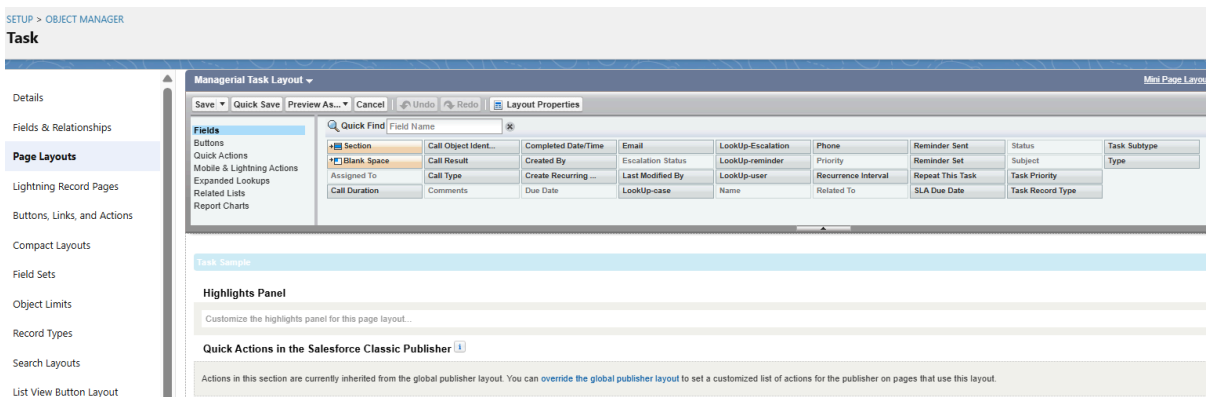 SETUP > OBJECT MANAGER
Task
Details
Fields & Relationships
Page Layouts
Lightning Record Pages
Buttons, Links, and Actions
Compact Layouts
Field Sets
Object Limits
Record Types
Search Layouts
List View Button Layout
Managerial Task Layout
Mini Page Layou
Save Quick Save Preview As... Cancel Undo Redo Layout Properties
Fields
Buttons
Quick Actions
Mobile & Lightning Actions
Expanded Lookups
Related Lists
Report Charts
Quick Find Field Name
Section Call Object Ident... Completed Date/Time Email LookUp-Escalation Phone Reminder Sent Status Task Subtype
Blank Space Call Result Created By Escalation Status LookUp-reminder Priority Reminder Set Subject Type
Assigned To Call Type Create Recurring ... Last Modified By LookUp-user Recurrence Interval Repeat This Task Task Priority
Call Duration Comments Due Date LookUp-case Name Related To SLA Due Date Task Record Type
Task Sample
Highlights Panel
Customize the highlights panel for this page layout...
Quick Actions in the Salesforce Classic Publisher i
Actions in this section are currently inherited from the global publisher layout. You can override the global publisher layout to set a customized list of actions for the publisher on pages that use this layout.